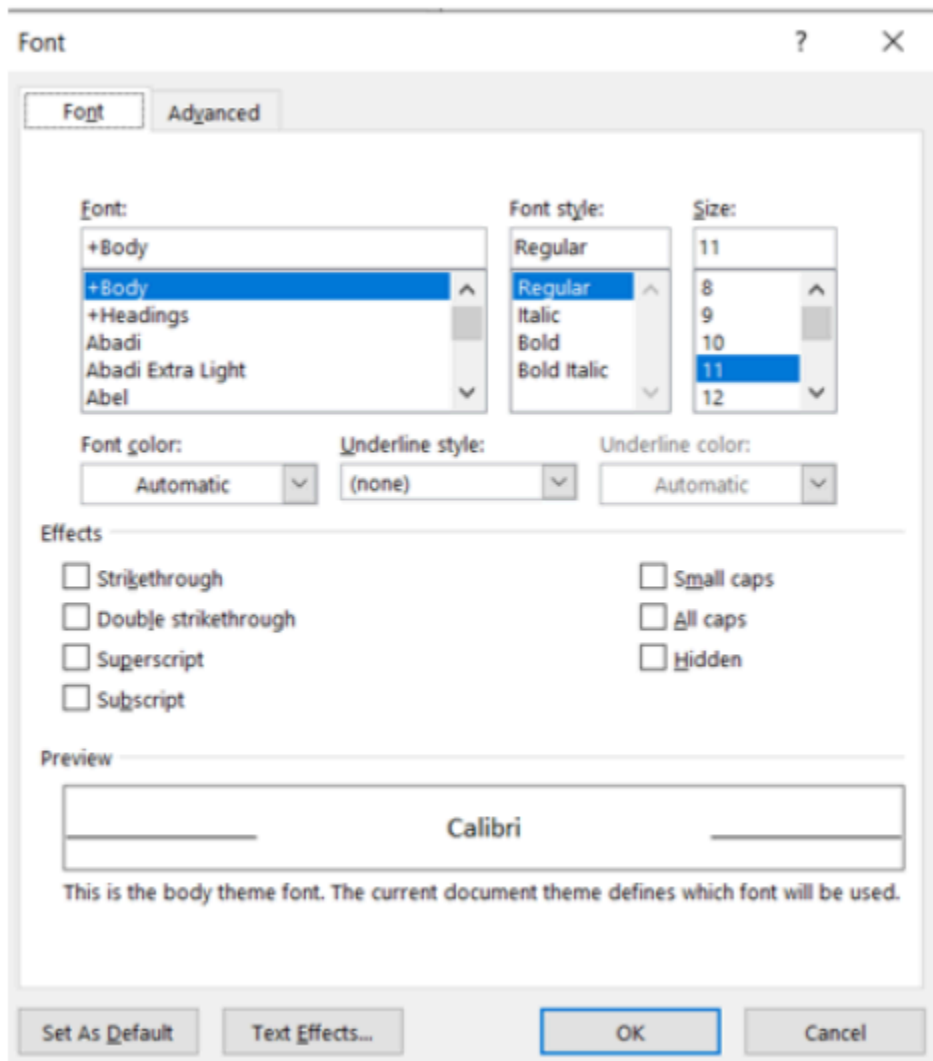 Font ?
Font Advanced
Font: Font style: Size:
+Body Regular 11
+Body Regular 8
+Headings Italic 9
Abadi Bold 10
Abadi Extra Light Bold Italic 11
Abel 12
Font color: Underline style: Underline color:
Automatic (none) Automatic
Effects
Strikethrough Small caps
Double strikethrough All caps
Superscript Hidden
Subscript
Preview
Calibri
This is the body theme font. The current document theme defines which font will be used.
Set As Default Text Effects... OK Cancel